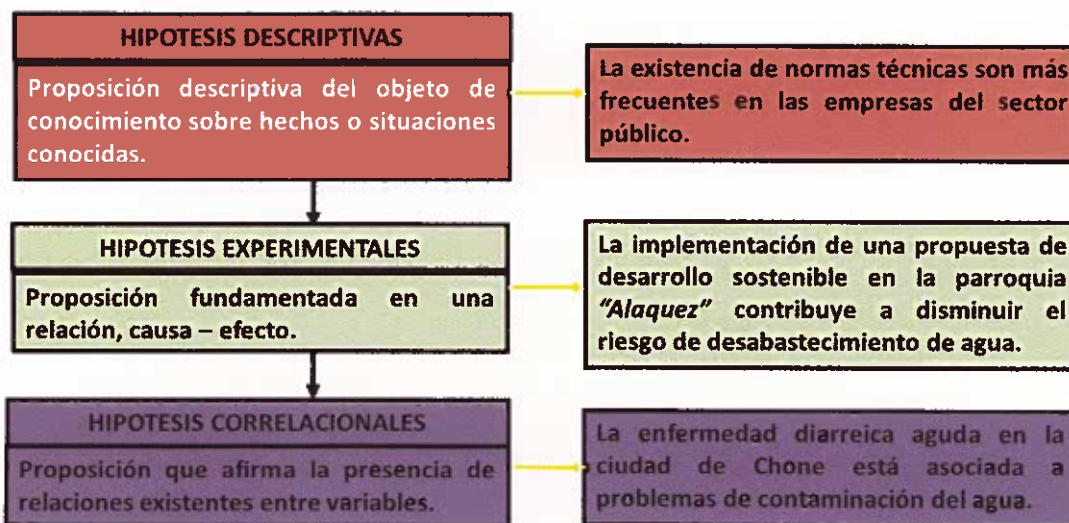 HIPOTESIS DESCRIPTIVAS
Proposición descriptiva del objeto de
conocimiento sobre hechos o situaciones
conocidas.
La existencia de normas técnicas son más
frecuentes en las empresas del sector
público.
HIPOTESIS EXPERIMENTALES
Proposición fundamentada en una
relación, causa – efecto.
La implementación de una propuesta de
desarrollo sostenible en la parroquia
"Alaquez" contribuye a disminuir el
riesgo de desabastecimiento de agua.
HIPOTESIS CORRELACIONALES
Proposición que afirma la presencia de
relaciones existentes entre variables.
La enfermedad diarreica aguda en la
ciudad de Chone está asociada a
problemas de contaminación del agua.